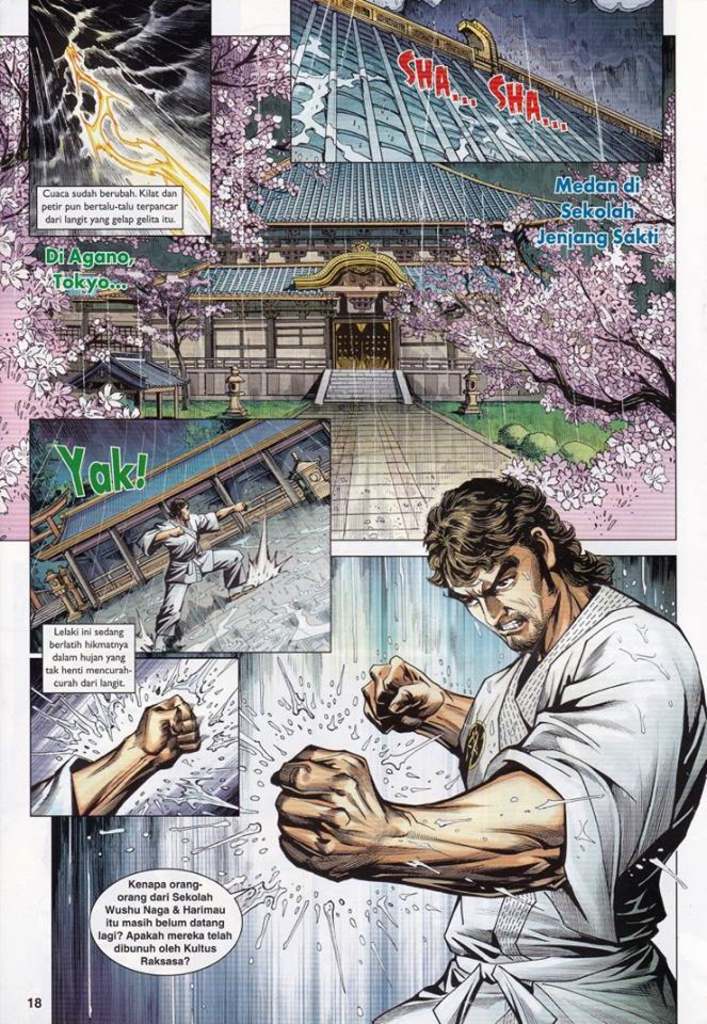 SHA... SHA...
Cuaca sudah berubah. Kilat dan
petir pun bertalu-talu terpancar
dari langit yang gelap gelita itu.
Medan di
Sekolah
Jenjang Sakti
Di Agano,
Tokyo...
Yak!
Lelaki ini sedang
berlatih hikmatnya
dalam hujan yang
tak henti mencurah-
curah dari langit.
Kenapa orang-
orang dari Sekolah
Wushu Naga & Harimau
itu masih belum datang
lagi? Apakah mereka telah
dibunuh oleh Kultus
Raksasa?
18